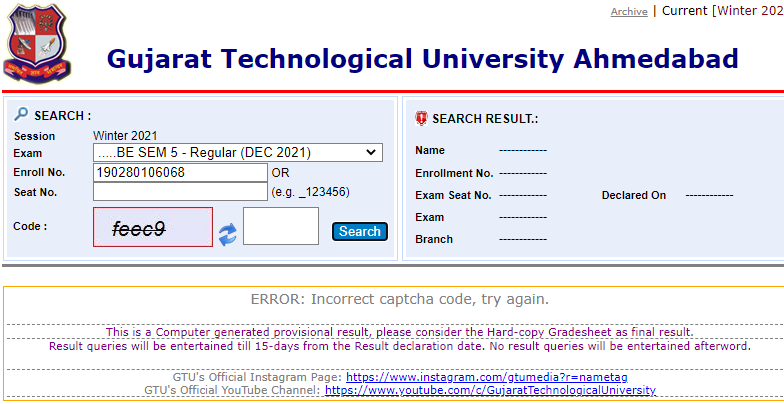 Archive | Current [Winter 202
Gujarat Technological University Ahmedabad
SEARCH :
Session Winter 2021
Exam .....BE SEM 5 - Regular (DEC 2021)
Enroll No. 190280106068 OR
Seat No. (e.g. _123456)
Code :
Search
SEARCH RESULT.:
Name ------------
Enrollment No. ------------
Exam Seat No. ------------ Declared On ------------
Exam ------------
Branch ------------
ERROR: Incorrect captcha code, try again.
This is a Computer generated provisional result, please consider the Hard-copy Gradesheet as final result.
Result queries will be entertained till 15-days from the Result declaration date. No result queries will be entertained afterword.
GTU's Official Instagram Page: https://www.instagram.com/gtumedia?r=nametag
GTU's Official YouTube Channel: https://www.youtube.com/c/GujaratTechnologicalUniversity